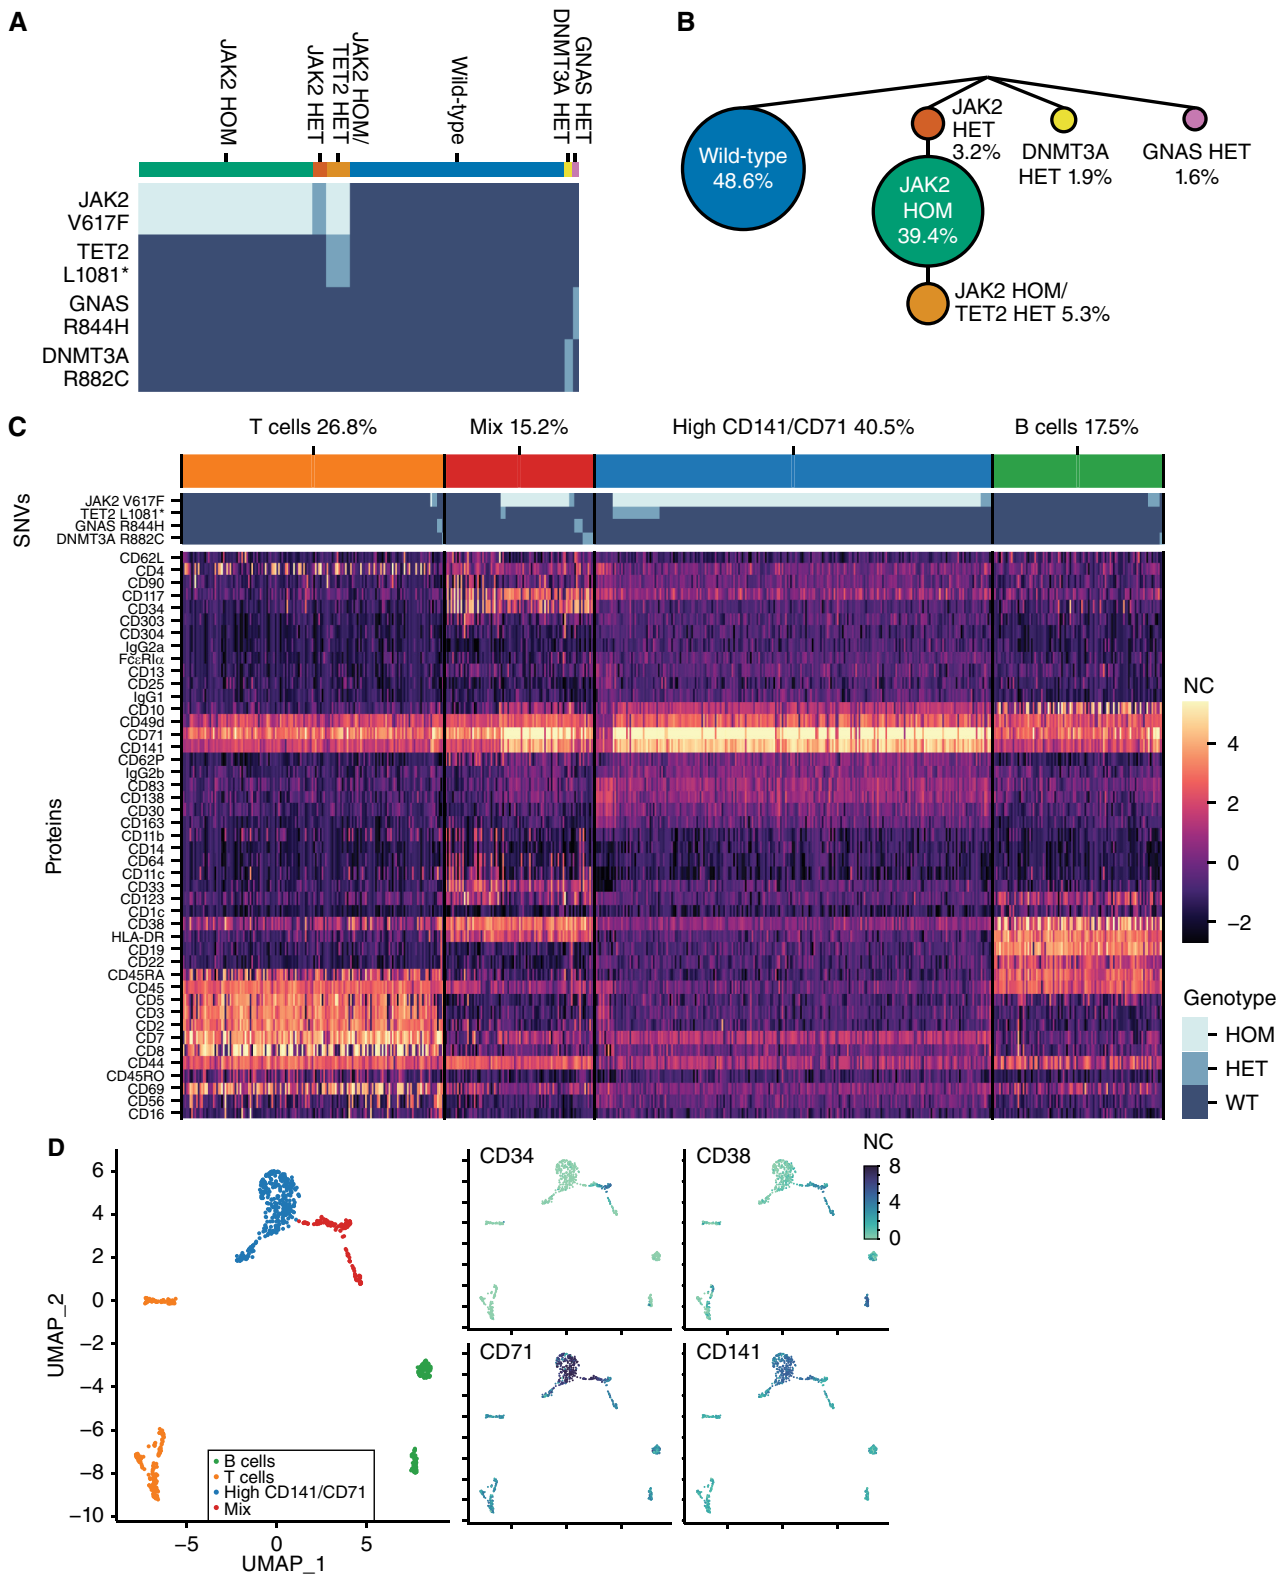 A
JAK2 HOM
JAK2 HET
JAK2 HOM/
TET2 HET
Wild-type
DNMT3A HET
GNAS HET
JAK2
V617F
TET2
L1081*
GNAS
R844H
DNMT3A
R882C
B
Wild-type
48.6%
JAK2
HET
3.2%
JAK2
HOM
39.4%
JAK2 HOM/
TET2 HET 5.3%
DNMT3A
HET 1.9%
GNAS HET
1.6%
C
T cells 26.8%
Mix 15.2%
High CD141/CD71 40.5%
B cells 17.5%
SNVs
JAK2 V617F
TET2 L1081*
GNAS R844H
DNMT3A R882C
Proteins
CD62L
CD4
CD90
CD117
CD34
CD303
CD304
IgG2a
FcεRIα
CD13
CD25
IgG1
CD10
CD49d
CD71
CD141
CD62P
IgG2b
CD83
CD138
CD30
CD163
CD11b
CD14
CD64
CD11c
CD33
CD123
CD1c
CD38
HLA-DR
CD19
CD22
CD45RA
CD45
CD5
CD3
CD2
CD7
CD8
CD44
CD45RO
CD69
CD56
CD16
NC
4
2
0
−2
Genotype
HOM
HET
WT
D
UMAP_2
6
4
2
0
−2
−4
−6
−8
−10
−5
0
5
UMAP_1
B cells
T cells
High CD141/CD71
Mix
CD34
CD38
NC
8
4
0
CD71
CD141